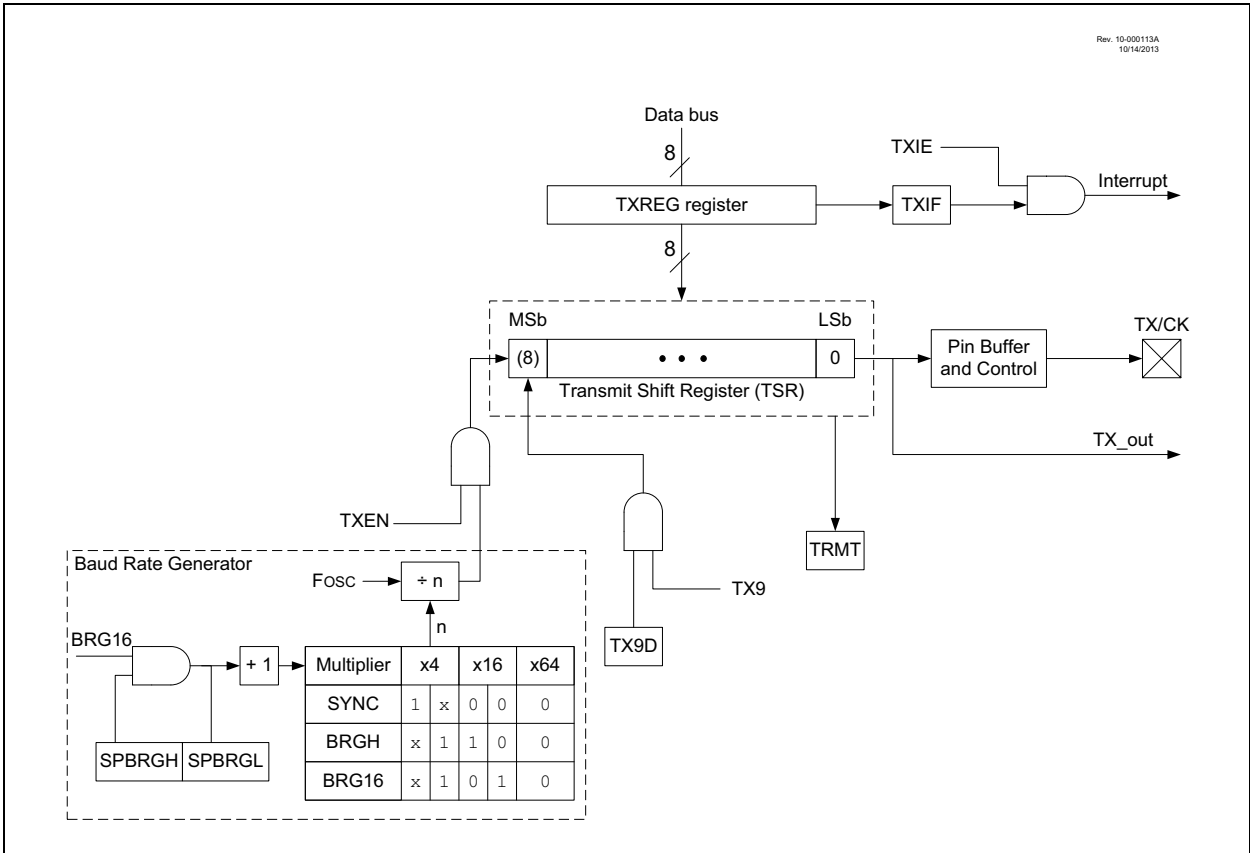 Rev. 10-000113A
10/14/2013
Data bus
8
TXIE
Interrupt
TXREG register
TXIF
8
MSb
LSb
TX/CK
(8)
• • •
0
Pin Buffer
and Control
Transmit Shift Register (TSR)
TX_out
TXEN
TRMT
Baud Rate Generator
FOSC
÷ n
TX9
n
TX9D
BRG16
+ 1
Multiplier x4 x16 x64
SYNC 1 x 0 0 0
BRGH x 1 1 0 0
BRG16 x 1 0 1 0
SPBRGH SPBRGL